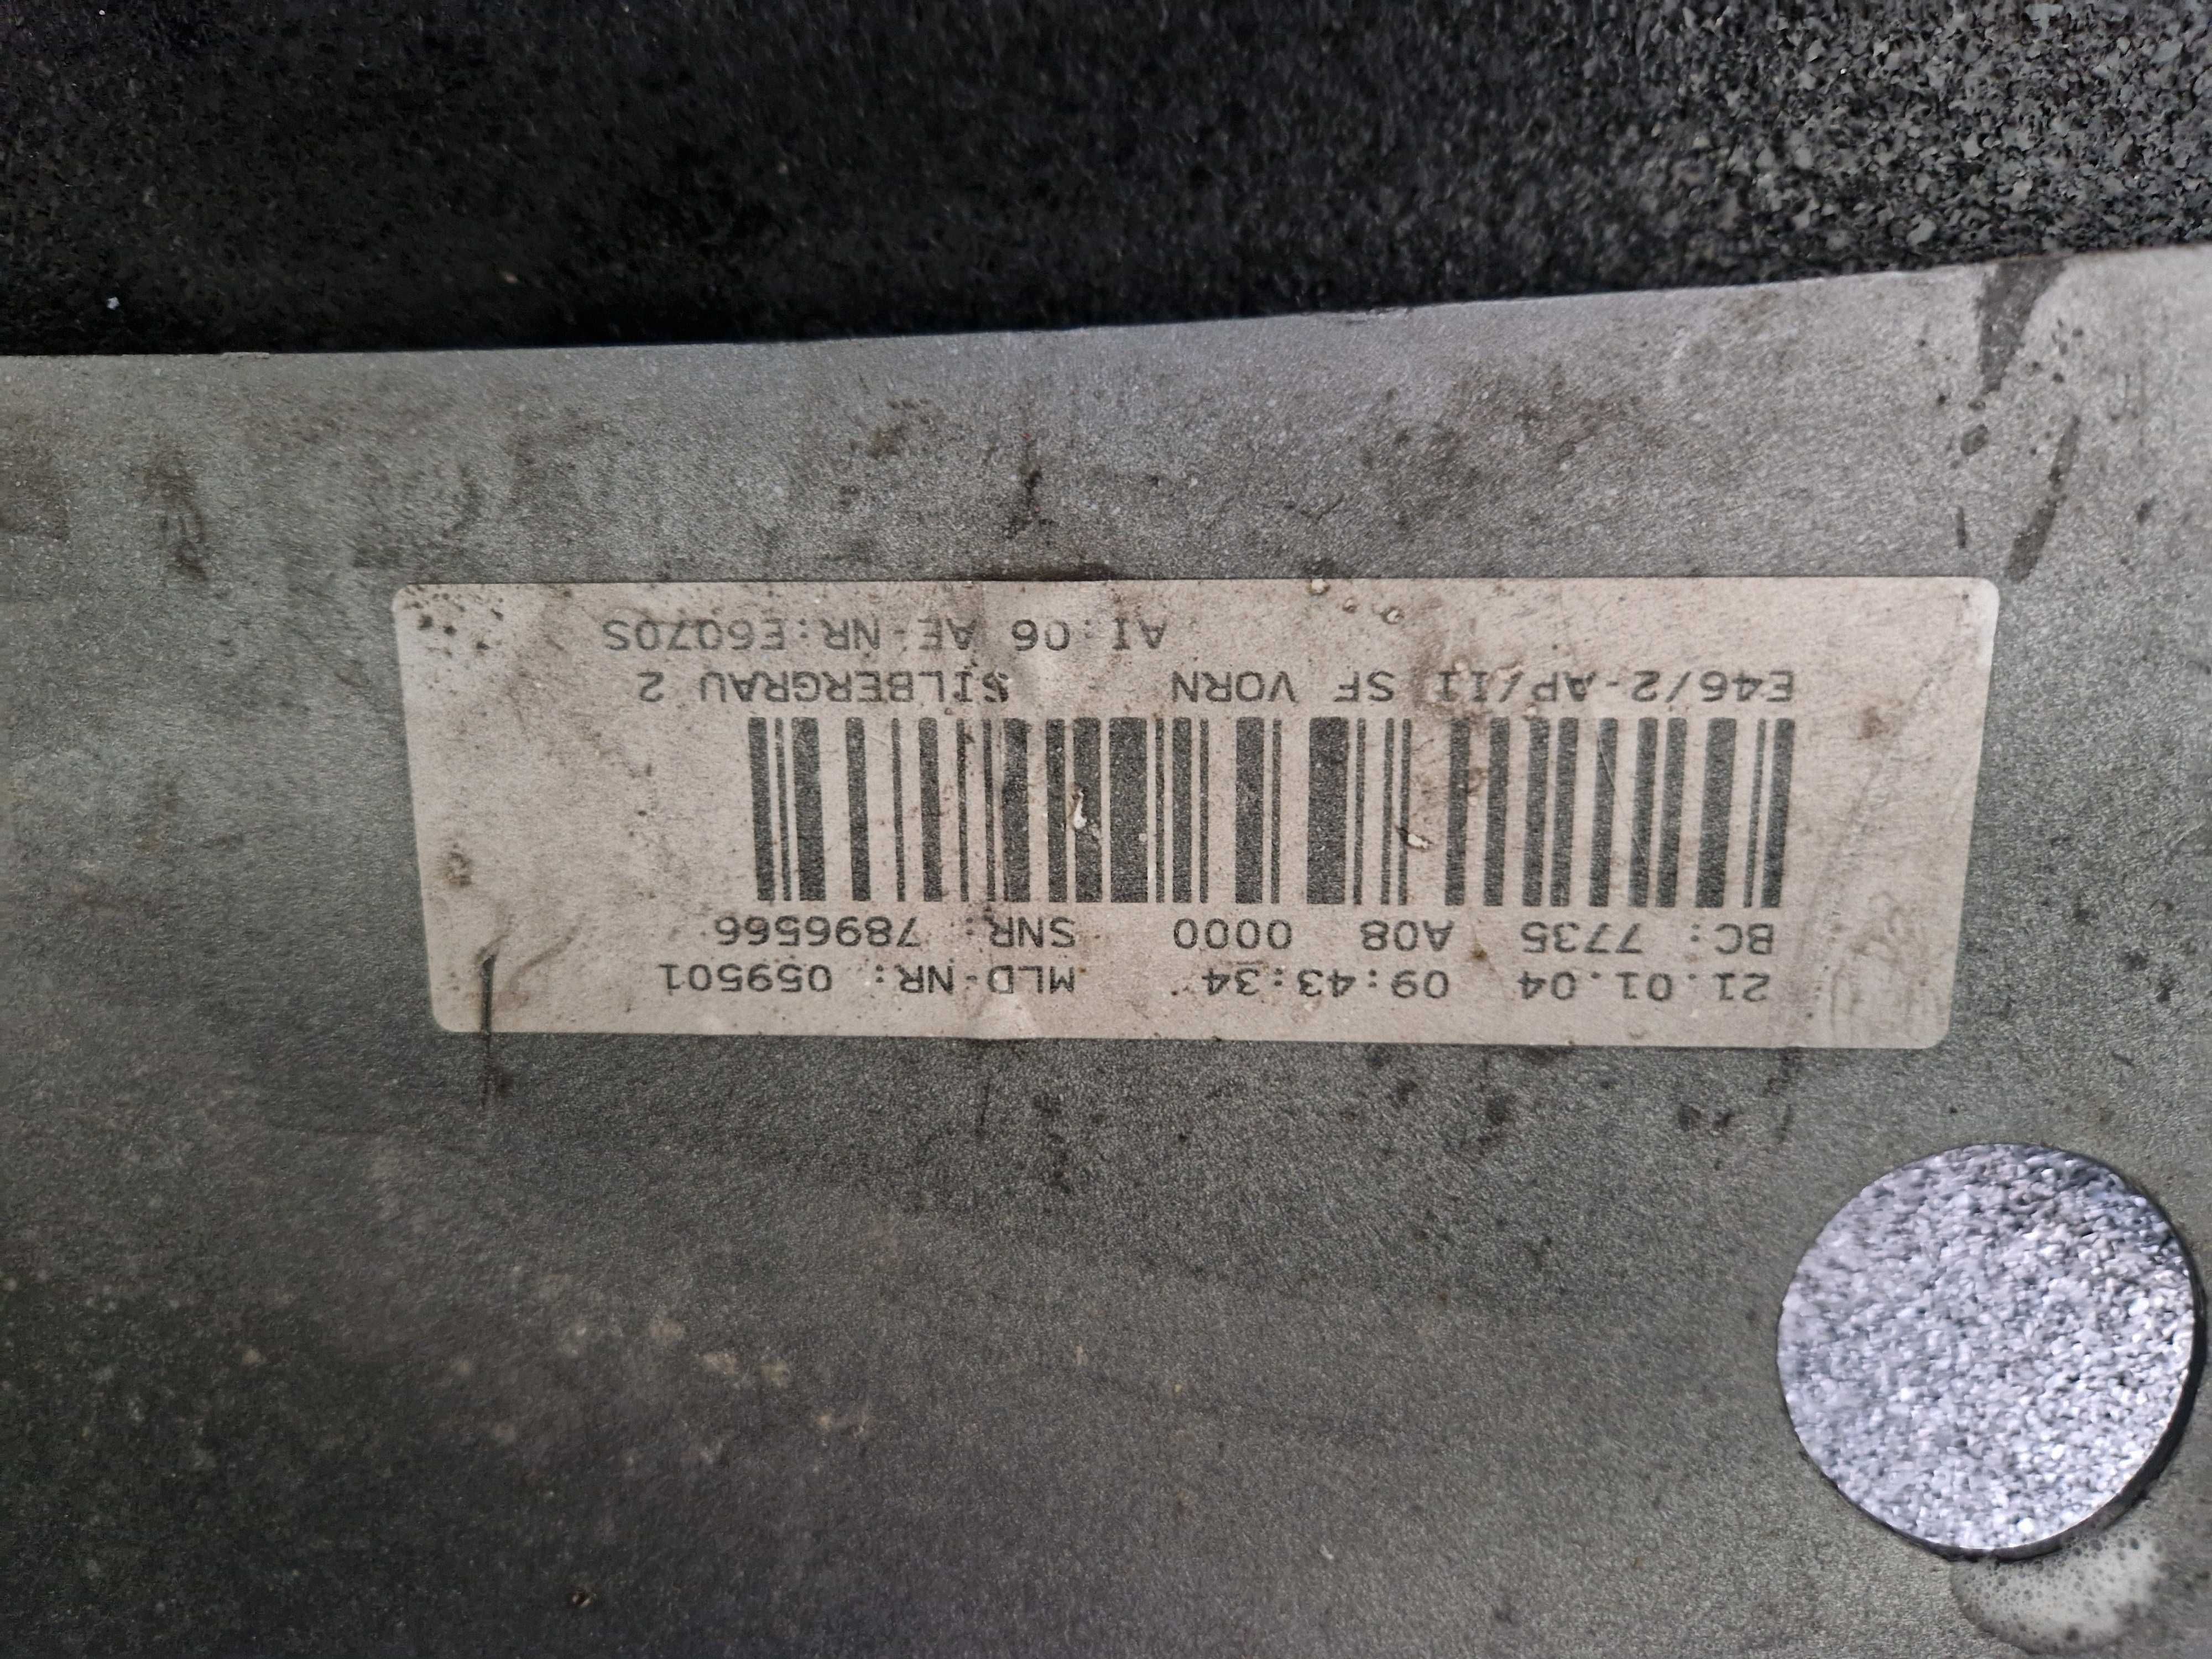 21.01.04 09:43:34 MLD-NR: 059501
BC: 7735 A08 0000 SNR: 7896566
E46/2-AP/II SF VORN SILBERGRAU 2
AI:06 AE-NR:E6070S